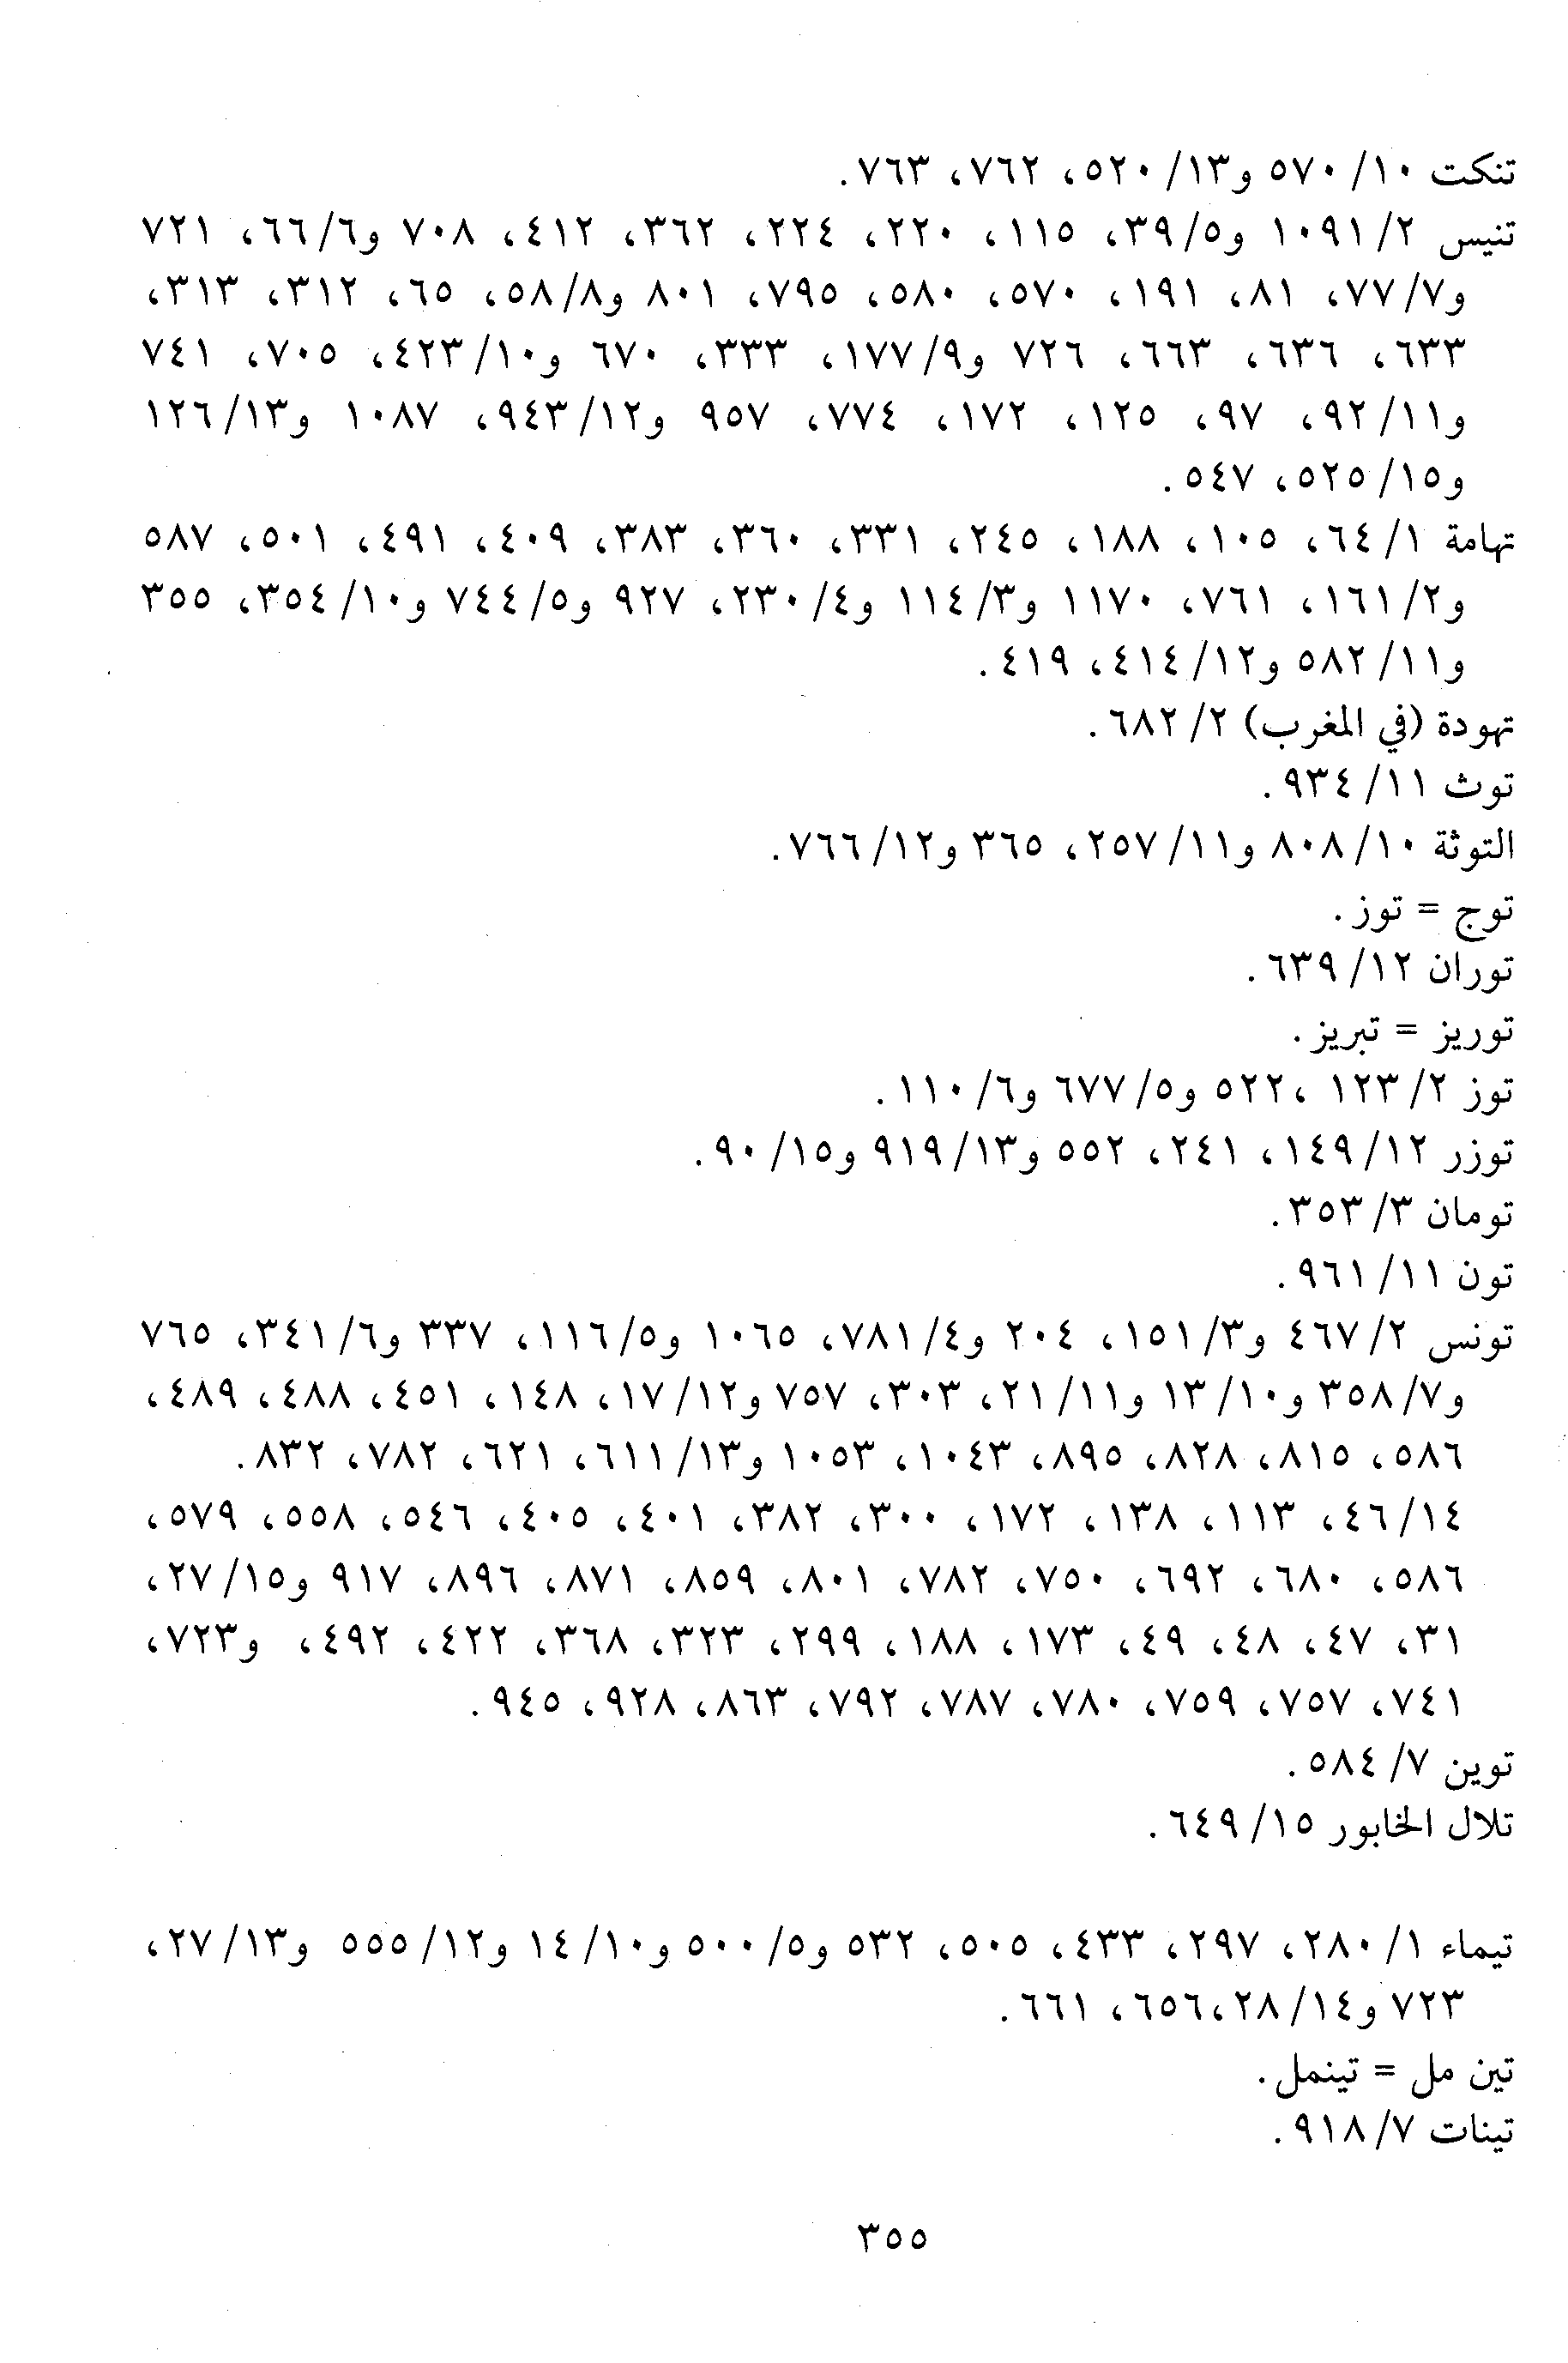 تنكت ١٠/ ٥٧٠ و١٣/ ٥٢٠، ٧٦٢، ٧٦٣.
تنيس ٢/ ١٠٩١ و٥/ ٣٩، ١١٥، ٢٢٠، ٢٢٤، ٣٦٢، ٤١٢، ٧٠٨ و٦/ ٦٦، ٧٢١
و٧/ ٧٧، ٨١، ١٩١، ٥٧٠، ٥٨٠، ٧٩٥، ٨٠١ و٨/ ٥٨، ٦٥، ٣١٢، ٣١٣،
٦٣٣، ٦٣٦، ٦٦٣، ٧٢٦ و٩/ ١٧٧، ٣٣٣، ٦٧٠ و١٠/ ٤٢٣، ٧٠٥، ٧٤١
و١١/ ٩٢، ٩٧، ١٢٥، ١٧٢، ٧٧٤، ٩٥٧ و١٢/ ٩٤٣، ١٠٨٧ و١٣/ ١٢٦
و١٥/ ٥٢٥، ٥٤٧.
تهامة ١/ ٦٤، ١٠٥، ١٨٨، ٢٤٥، ٣٣١، ٣٦٠، ٣٨٣، ٤٠٩، ٤٩١، ٥٠١، ٥٨٧
و٢/ ١٦١، ٧٦١، ١١٧٠ و٣/ ١١٤ و٤/ ٢٣٠، ٩٢٧ و٥/ ٧٤٤ و١٠/ ٣٥٤، ٣٥٥
و١١/ ٥٨٢ و١٢/ ٤١٤، ٤١٩.
تهودة (في المغرب) ٢/ ٦٨٢.
توث ١١/ ٩٣٤.
التوثة ١٠/ ٨٠٨ و١١/ ٢٥٧، ٣٦٥ و١٢/ ٧٦٦.
توج = توز.
توران ١٢/ ٦٣٩.
توريز = تبريز.
توز ٢/ ١٢٣ ،٥٢٢ و٥/ ٦٧٧ و٦/ ١١٠.
توزر ١٢/ ١٤٩، ٢٤١، ٥٥٢ و١٣/ ٩١٩ و١٥/ ٩٠.
تومان ٣/ ٣٥٣.
تون ١١/ ٩٦١.
تونس ٢/ ٤٦٧ و٣/ ١٥١، ٢٠٤ و٤/ ٧٨١، ١٠٦٥ و٥/ ١١٦، ٣٣٧ و٦/ ٣٤١، ٧٦٥
و٧/ ٣٥٨ و١٠/ ١٣ و١١/ ٢١، ٣٠٣، ٧٥٧ و١٢/ ١٧، ١٤٨، ٤٥١، ٤٨٨، ٤٨٩،
٥٨٦، ٨١٥، ٨٢٨، ٨٩٥، ١٠٤٣، ١٠٥٣ و١٣/ ٦١١، ٦٢١، ٧٨٢، ٨٣٢.
١٤/ ٤٦، ١١٣، ١٣٨، ١٧٢، ٣٠٠، ٣٨٢، ٤٠١، ٤٠٥، ٥٤٦، ٥٥٨، ٥٧٩،
٥٨٦، ٦٨٠، ٦٩٢، ٧٥٠، ٧٨٢، ٨٠١، ٨٥٩، ٨٧١، ٨٩٦، ٩١٧ و١٥/ ٢٧،
٣١، ٤٧، ٤٨، ٤٩، ١٧٣، ١٨٨، ٢٩٩، ٣٢٣، ٣٦٨، ٤٢٢، ٤٩٢، و٧٢٣،
٧٤١، ٧٥٧، ٧٥٩، ٧٨٠، ٧٨٧، ٧٩٢، ٨٦٣، ٩٢٨، ٩٤٥.
توين ٧/ ٥٨٤.
تلال الخابور ١٥/ ٦٤٩.
تيماء ١/ ٢٨٠، ٢٩٧، ٤٣٣، ٥٠٥، ٥٣٢ و٥/ ٥٠٠ و١٠/ ١٤ و١٢/ ٥٥٥ و١٣/ ٢٧،
٧٢٣ و١٤/ ٢٨،٦٥٦، ٦٦١.
تين مل = تينمل.
تينات ٧/ ٩١٨.
٣٥٥